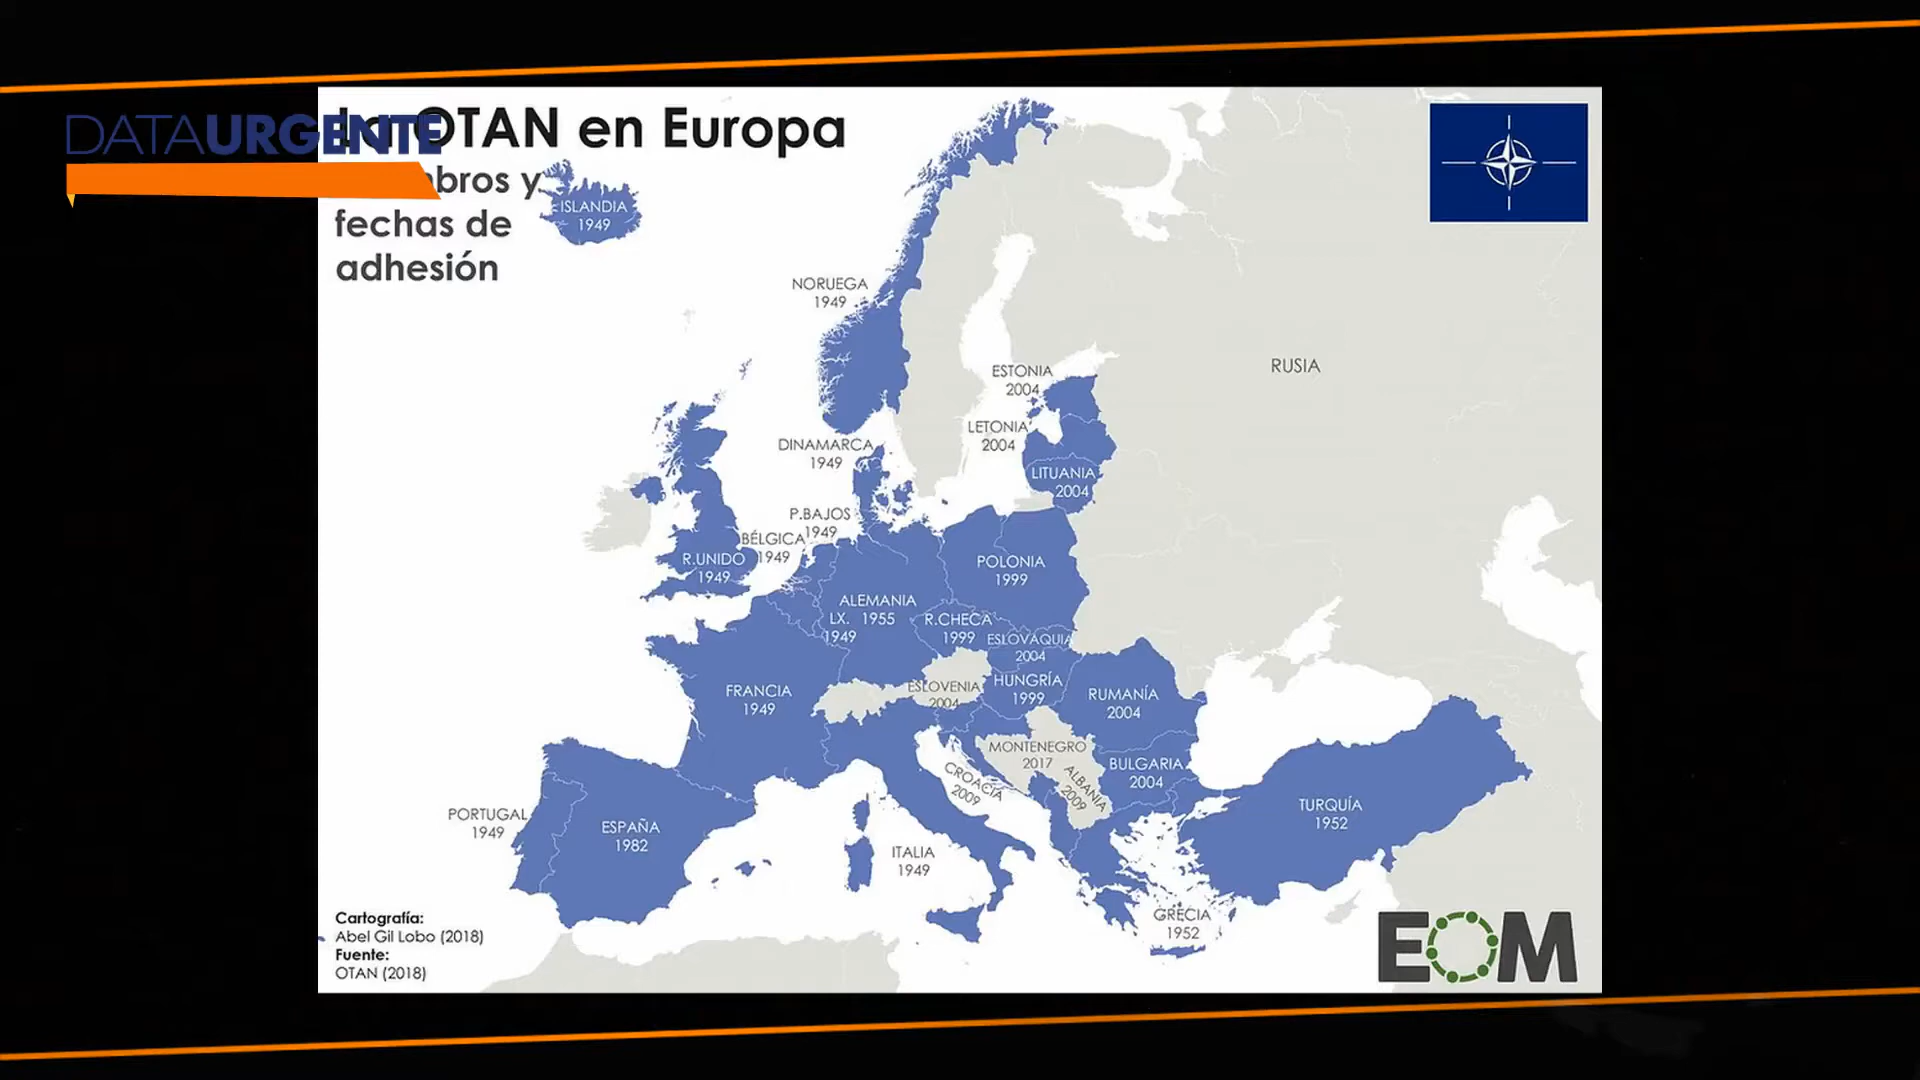 DATAURGENTE
La OTAN en Europa
fechas de
adhesión
ISLANDIA
1949
NORUEGA
1949
RUSIA
ESTONIA
2004
LETONIA
2004
LITUANIA
2004
DINAMARCA
1949
P.BAJOS
1949
BÉLGICA
1949
R.UNIDO
1949
POLONIA
1999
ALEMANIA
1955
LX.
1949
R.CHECA
1999
ESLOVAQUIA
2004
HUNGRÍA
1999
ESLOVENIA
2004
FRANCIA
1949
RUMANÍA
2004
MONTENEGRO
2017
ALBANIA
2009
CROACIA
2009
BULGARIA
2004
PORTUGAL
1949
ESPAÑA
1982
ITALIA
1949
TURQUÍA
1952
GRECIA
1952
Cartografía:
Abel Gil Lobo (2018)
Fuente:
OTAN (2018)
EOM